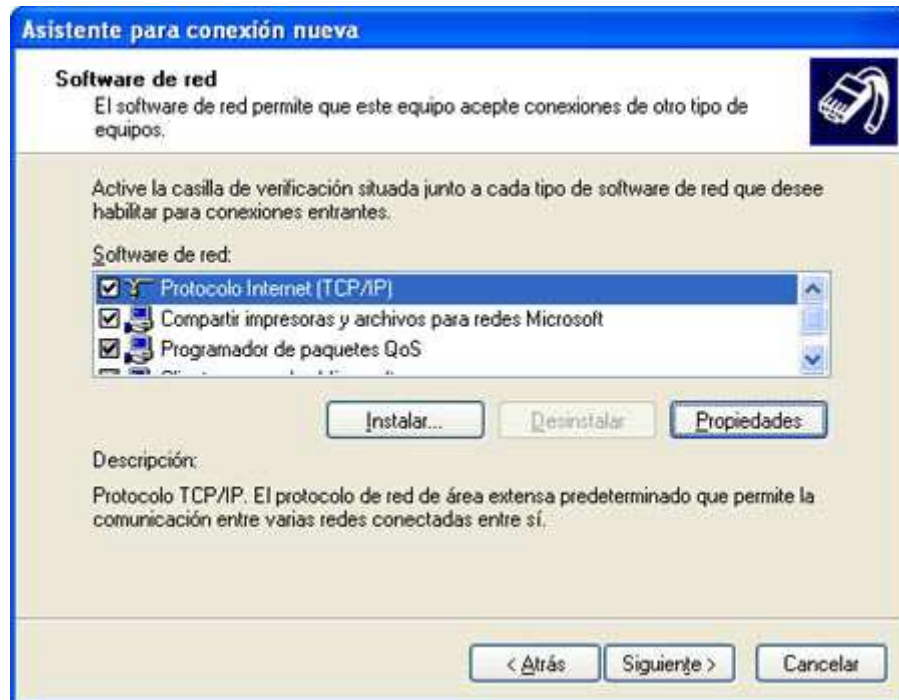 Asistente para conexión nueva
Software de red
El software de red permite que este equipo acepte conexiones de otro tipo de
equipos.
Active la casilla de verificación situada junto a cada tipo de software de red que desee
habilitar para conexiones entrantes.
Software de red:
Protocolo Internet (TCP/IP)
Compartir impresoras y archivos para redes Microsoft
Programador de paquetes QoS
Instalar... Desinstalar Propiedades
Descripción:
Protocolo TCP/IP. El protocolo de red de área extensa predeterminado que permite la
comunicación entre varias redes conectadas entre sí.
< Atrás Siguiente > Cancelar